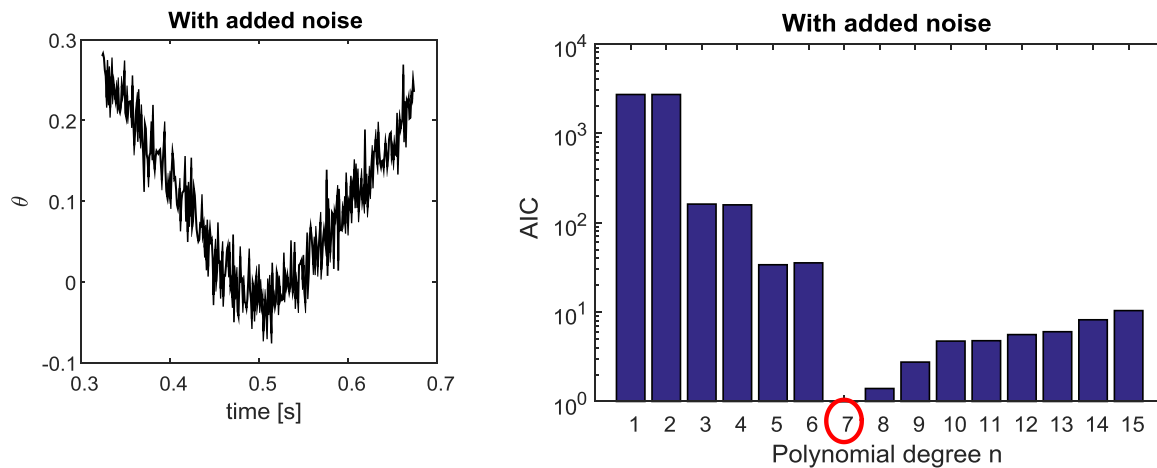 With added noise
0.3
0.2
0.1
0
-0.1
θ
0.3 0.4 0.5 0.6 0.7
time [s]
With added noise
10^4
10^3
10^2
10^1
10^0
AIC
1 2 3 4 5 6 7 8 9 10 11 12 13 14 15
Polynomial degree n